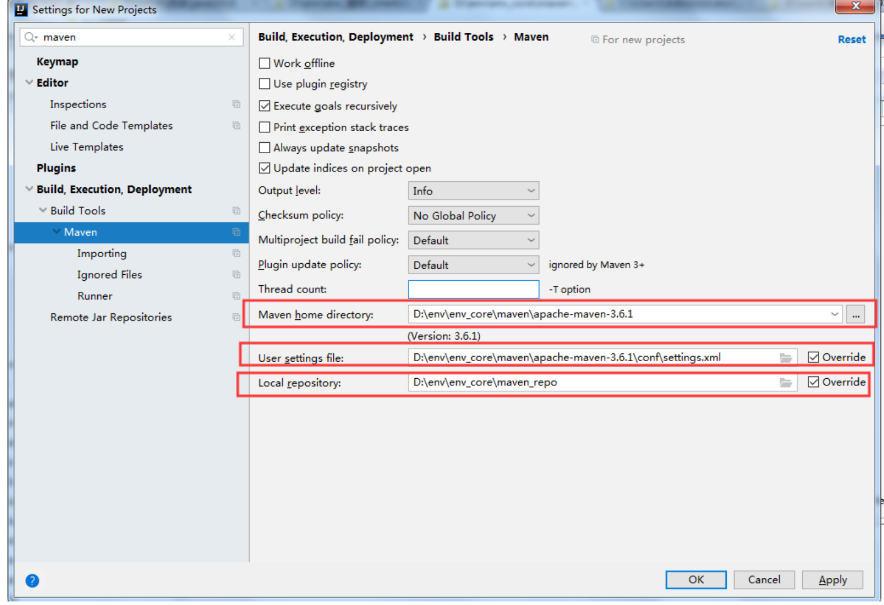 Settings for New Projects
maven
Keymap
Editor
Inspections
File and Code Templates
Live Templates
Plugins
Build, Execution, Deployment
Build Tools
Maven
Importing
Ignored Files
Runner
Remote Jar Repositories
Build, Execution, Deployment › Build Tools › Maven
For new projects
Reset
Work offline
Use plugin registry
Execute goals recursively
Print exception stack traces
Always update snapshots
Update indices on project open
Output level: Info
Checksum policy: No Global Policy
Multiproject build fail policy: Default
Plugin update policy: Default ignored by Maven 3+
Thread count: -T option
Maven home directory: D:\env\env_core\maven\apache-maven-3.6.1 ...
(Version: 3.6.1)
User settings file: D:\env\env_core\maven\apache-maven-3.6.1\conf\settings.xml Override
Local repository: D:\env\env_core\maven_repo Override
? OK Cancel Apply